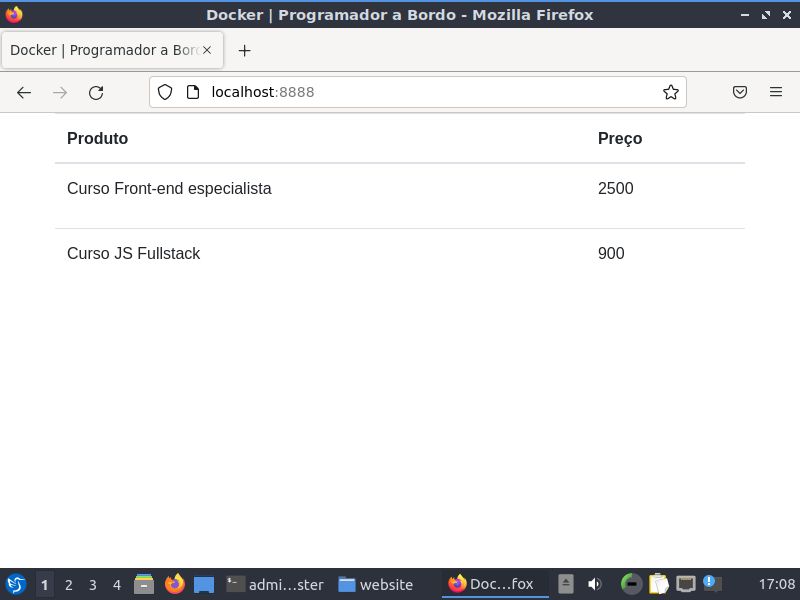 Docker | Programador a Bordo - Mozilla Firefox
Docker | Programador a Bord
localhost:8888
Produto Preço
Curso Front-end especialista 2500
Curso JS Fullstack 900
1 2 3 4 admi...ster website Doc...fox 17:08